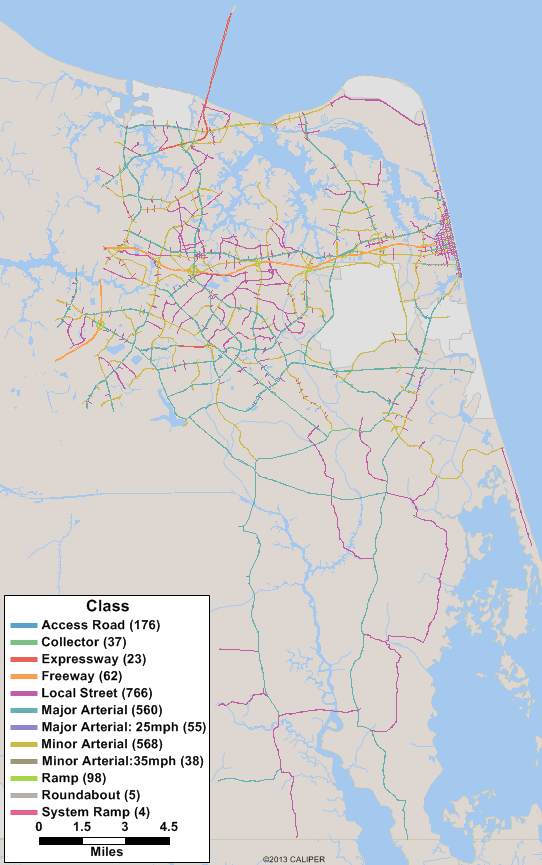 Class
Access Road (176)
Collector (37)
Expressway (23)
Freeway (62)
Local Street (766)
Major Arterial (560)
Major Arterial: 25mph (55)
Minor Arterial (568)
Minor Arterial:35mph (38)
Ramp (98)
Roundabout (5)
System Ramp (4)
0 1.5 3 4.5
Miles
©2013 CALIPER